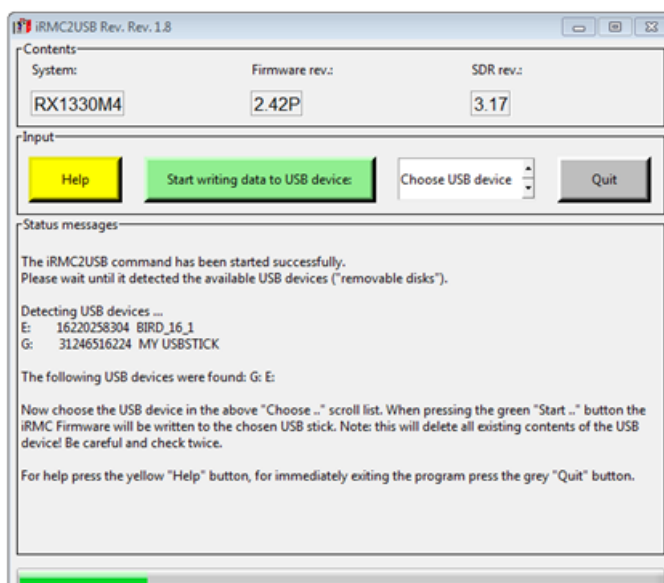 iRMC2USB Rev. Rev. 1.8
Contents
System: Firmware rev.: SDR rev.:
RX1330M4 2.42P 3.17
Input
Help Start writing data to USB device: Choose USB device Quit
Status messages
The iRMC2USB command has been started successfully.
Please wait until it detected the available USB devices ("removable disks").
Detecting USB devices ...
E: 16220258304 BIRD_16_1
G: 31246516224 MY USBSTICK
The following USB devices were found: G: E:
Now choose the USB device in the above "Choose .." scroll list. When pressing the green "Start .." button the
iRMC Firmware will be written to the chosen USB stick. Note: this will delete all existing contents of the USB
device! Be careful and check twice.
For help press the yellow "Help" button, for immediately exiting the program press the grey "Quit" button.